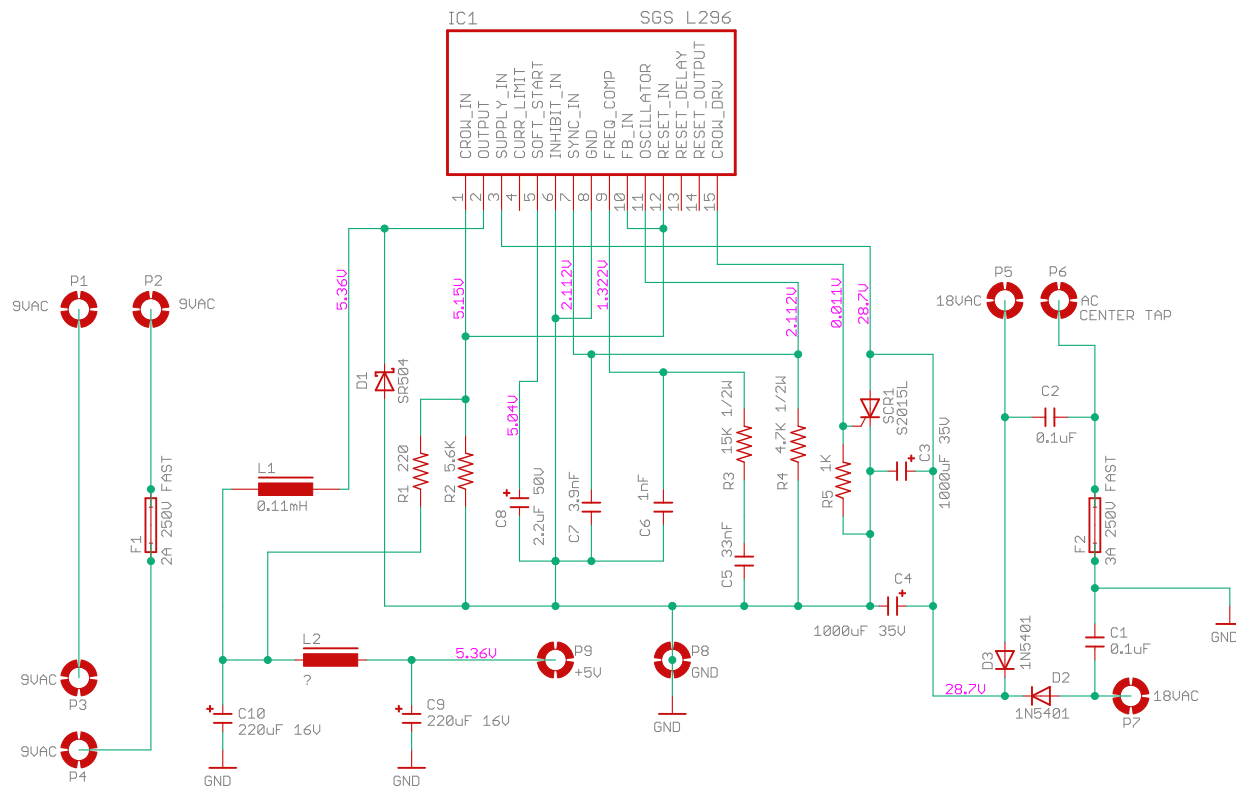 IC1
SGS L296
CROW_IN
OUTPUT
SUPPLY_IN
CURR_LIMIT
SOFT_START
INHIBIT_IN
SYNC_IN
GND
FREQ_COMP
FB_IN
OSCILLATOR
RESET_IN
RESET_DELAY
RESET_OUTPUT
CROW_DRV
1
2
3
4
5
6
7
8
9
10
11
12
13
14
15
P1
9VAC
P2
9VAC
5.36V
5.15V
2.112V
1.322V
2.112V
0.011V
28.7V
P5
18VAC
P6
AC
CENTER TAP
D1
SR504
5.04V
R1 220
R2 5.6K
C8
2.2uF 50V
C7 3.9nF
C6 1nF
15K 1/2W
R3
4.7K 1/2W
R4
C5 33nF
R5 1K
SCR1
S2015L
C3
1000uF 35V
C2
0.1uF
L1
0.11mH
F1
2A 250V FAST
F2
3A 250V FAST
C4
1000uF 35V
GND
C1
0.1uF
D3
1N5401
D2
1N5401
28.7V
18VAC
P7
L2
?
5.36V
P9
+5V
P8
GND
GND
9VAC
P3
9VAC
P4
C10
220uF 16V
GND
C9
220uF 16V
GND